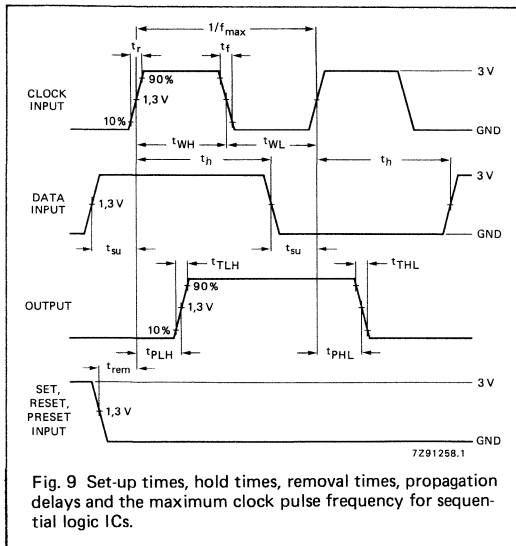 1/fmax
tr
tf
90%
3 V
CLOCK
INPUT
1,3 V
10%
GND
tWH
tWL
th
th
3 V
DATA
INPUT
1,3 V
GND
tsu
tsu
tTLH
tTHL
90%
OUTPUT
1,3 V
10%
tPLH
tPHL
trem
3 V
SET,
RESET,
PRESET
INPUT
1,3 V
GND
7Z91258.1
Fig. 9 Set-up times, hold times, removal times, propagation
delays and the maximum clock pulse frequency for sequen-
tial logic ICs.